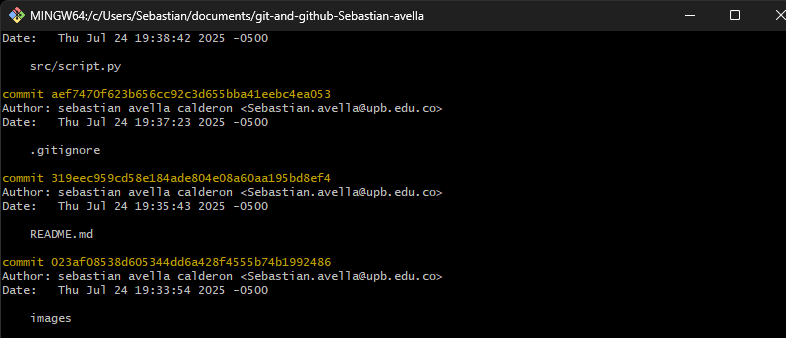 MINGW64:/c/Users/Sebastian/documents/git-and-github-Sebastian-avella
Date:   Thu Jul 24 19:38:42 2025 -0500
src/script.py
commit aef7470f623b656cc92c3d655bba41eebc4ea053
Author: sebastian avella calderon <Sebastian.avella@upb.edu.co>
Date:   Thu Jul 24 19:37:23 2025 -0500
.gitignore
commit 319eec959cd58e184ade804e08a60aa195bd8ef4
Author: sebastian avella calderon <Sebastian.avella@upb.edu.co>
Date:   Thu Jul 24 19:35:43 2025 -0500
README.md
commit 023af08538d605344dd6a428f4555b74b1992486
Author: sebastian avella calderon <Sebastian.avella@upb.edu.co>
Date:   Thu Jul 24 19:33:54 2025 -0500
images